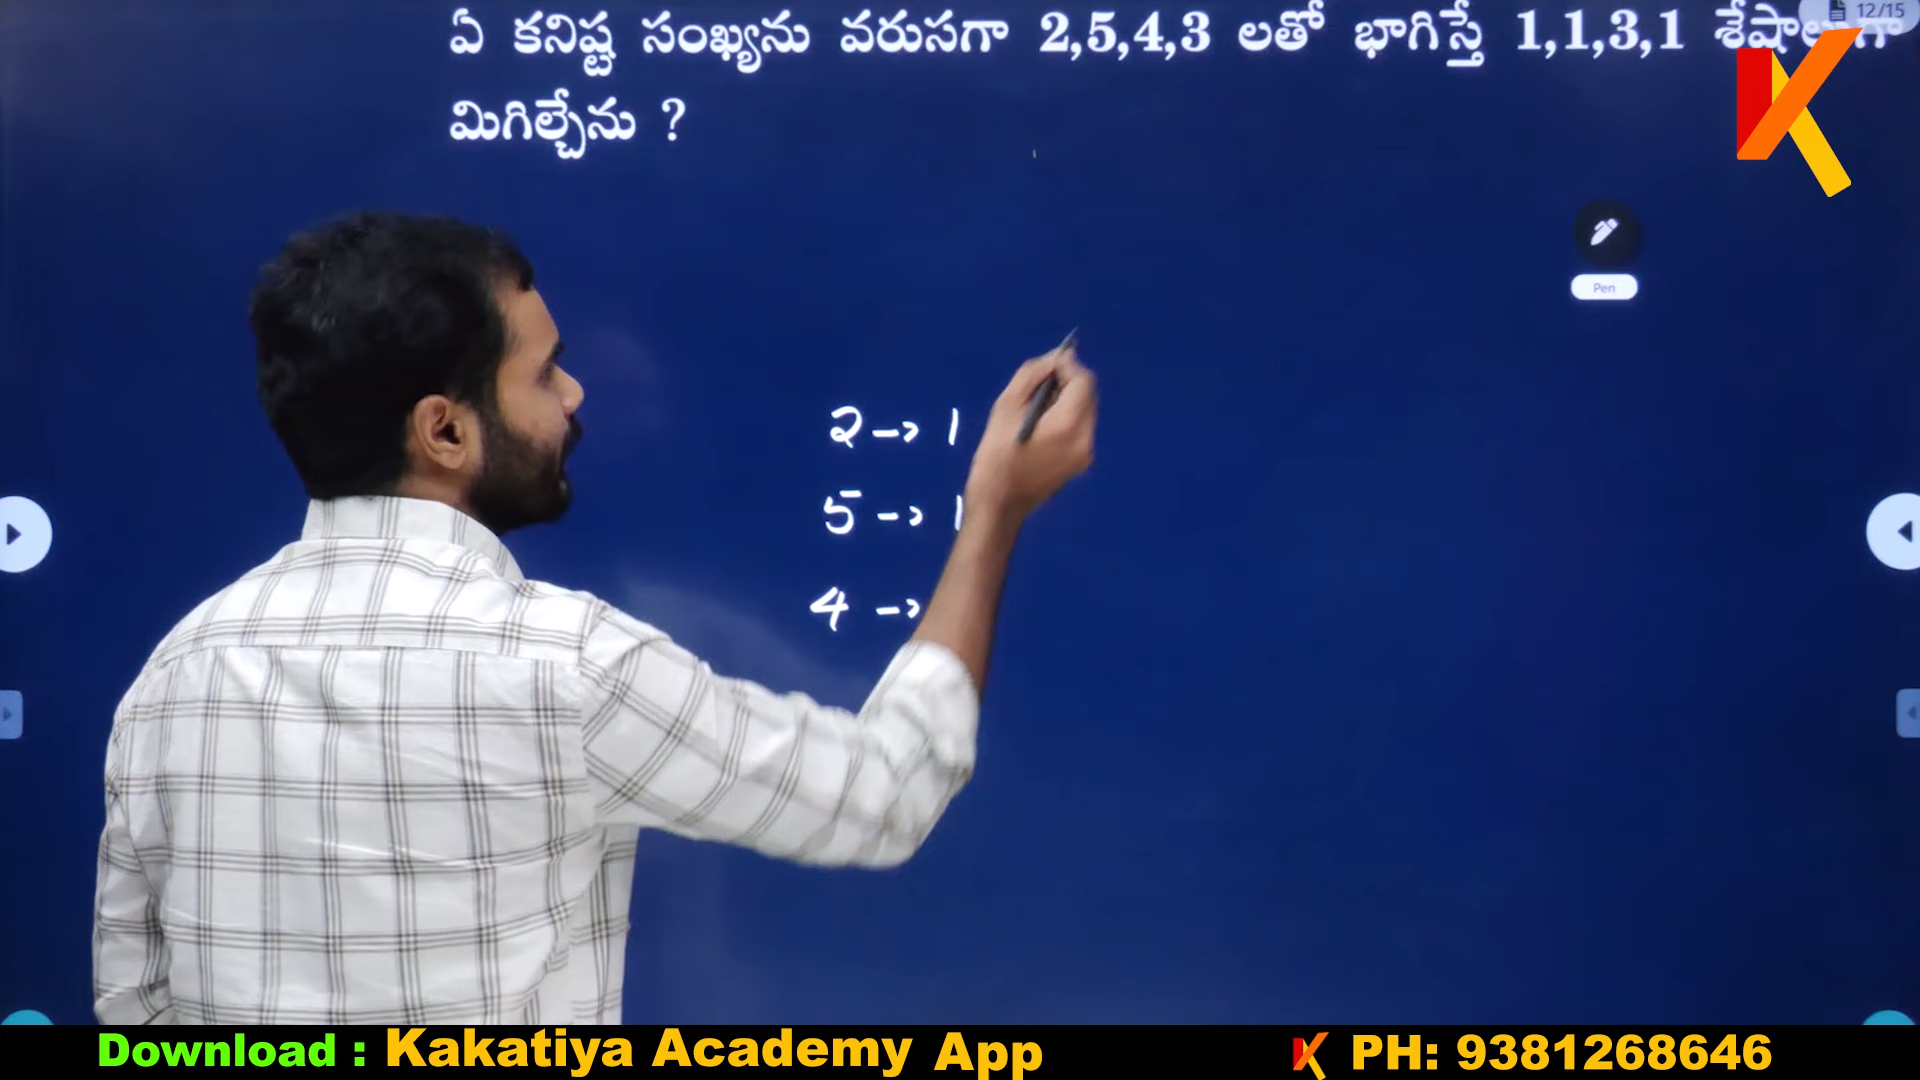 12/15
ఏ కనిష్ట సంఖ్యను వరుసగా 2,5,4,3 లతో భాగిస్తే 1,1,3,1 శేషాలుగా
మిగిల్చేను ?
Pen
2 -> 1
5 -> 1
4 ->
Download : Kakatiya Academy App
PH: 9381268646